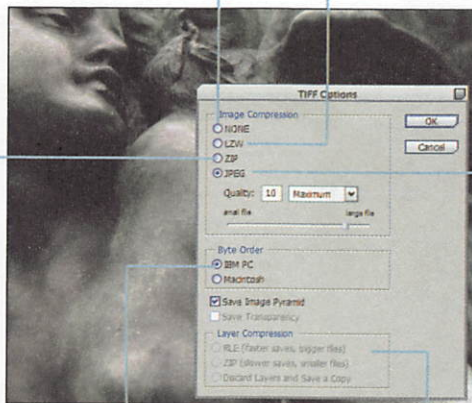 TIFF Options
Image Compression
NONE
LZW
ZIP
JPEG
Quality: 10 Maximum
small file large file
Byte Order
IBM PC
Macintosh
Save Image Pyramid
Save Transparency
Layer Compression
RLE (faster saves, bigger files)
ZIP (slower saves, smaller files)
Discard Layers and Save a Copy
OK
Cancel